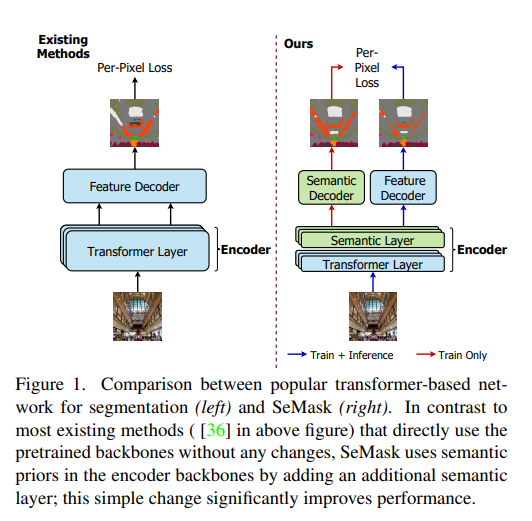 Existing
Methods
Per-Pixel Loss
Feature Decoder
Transformer Layer
Encoder
Ours
Per-
Pixel
Loss
Semantic
Decoder
Feature
Decoder
Semantic Layer
Transformer Layer
Encoder
Train + Inference
Train Only
Figure 1. Comparison between popular transformer-based net-
work for segmentation (left) and SeMask (right). In contrast to
most existing methods ( [36] in above figure) that directly use the
pretrained backbones without any changes, SeMask uses semantic
priors in the encoder backbones by adding an additional semantic
layer; this simple change significantly improves performance.